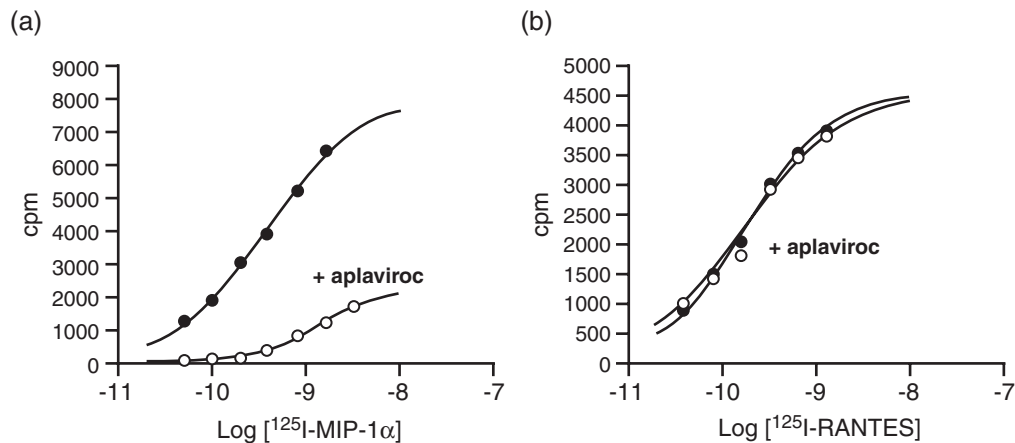 (a)
9000
8000
7000
6000
5000
4000
3000
2000
1000
0
cpm
+ aplaviroc
-11 -10 -9 -8 -7
Log [¹²⁵I-MIP-1α]
(b)
5000
4500
4000
3500
3000
2500
2000
1500
1000
500
0
cpm
+ aplaviroc
-11 -10 -9 -8 -7
Log [¹²⁵I-RANTES]